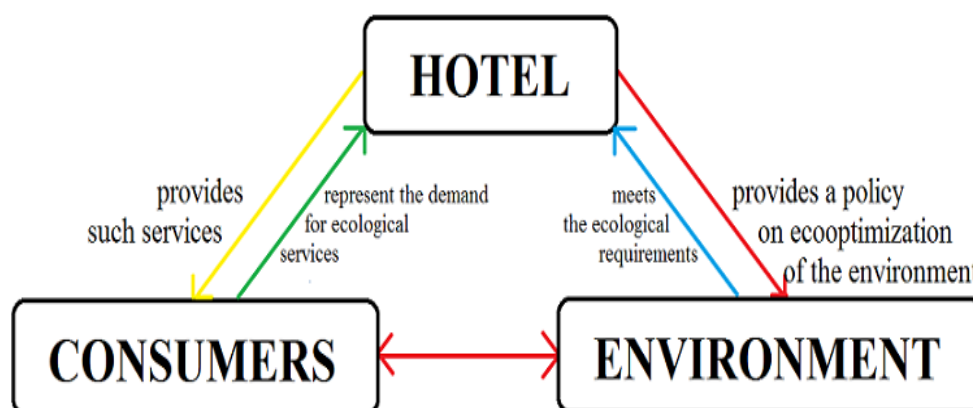 HOTEL
provides
such services
represent the demand
for ecological
services
meets
the ecological
requirements
provides a policy
on ecooptimization
of the environment
CONSUMERS
ENVIRONMENT